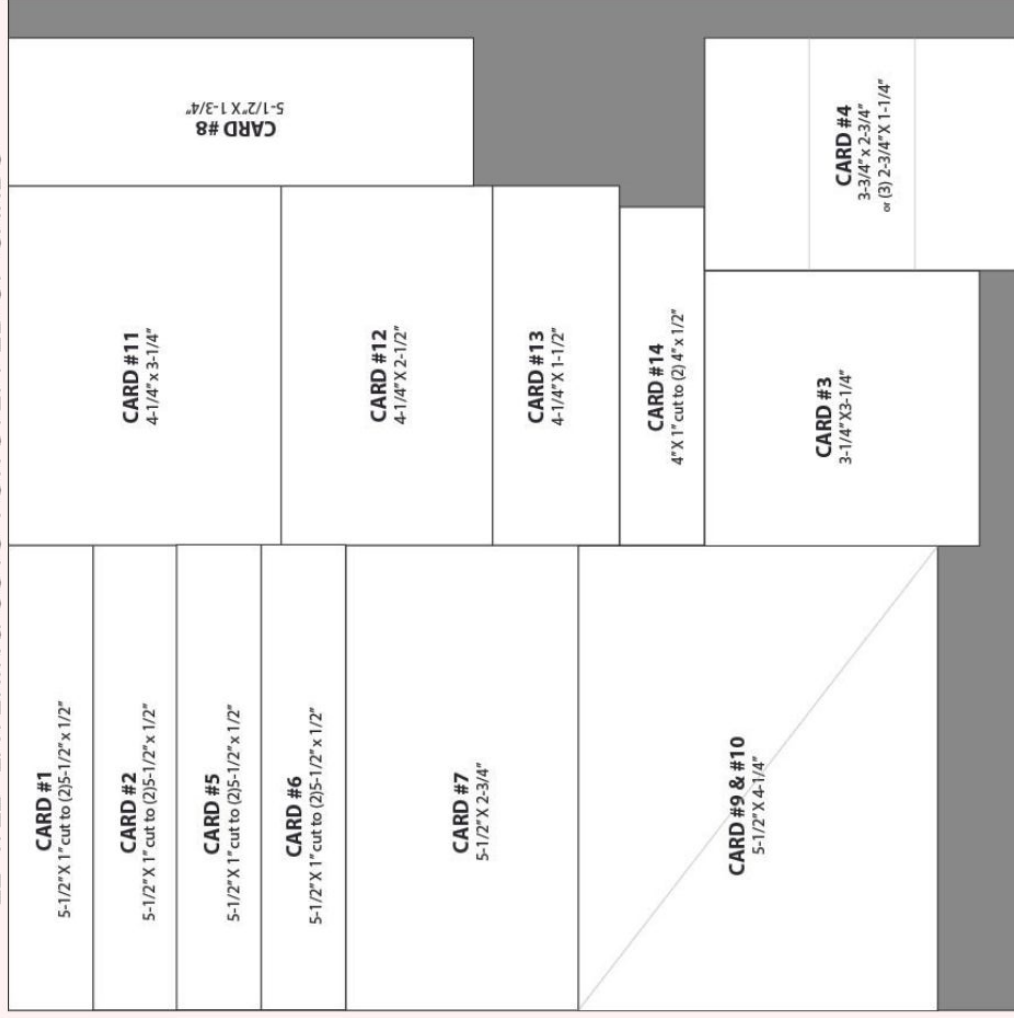 CARD #1
5-1/2" X 1" cut to (2)5-1/2" x 1/2"
CARD #2
5-1/2" X 1" cut to (2)5-1/2" x 1/2"
CARD #5
5-1/2" X 1" cut to (2)5-1/2" x 1/2"
CARD #6
5-1/2" X 1" cut to (2)5-1/2" x 1/2"
CARD #7
5-1/2" X 2-3/4"
CARD #9 & #10
5-1/2" X 4-1/4"
CARD #11
4-1/4" x 3-1/4"
CARD #12
4-1/4" X 2-1/2"
CARD #13
4-1/4" X 1-1/2"
CARD #14
4" X 1" cut to (2) 4" x 1/2"
CARD #3
3-1/4" X3-1/4"
CARD #8
5-1/2" X 1-3/4"
CARD #4
3-3/4" x 2-3/4"
or (3) 2-3/4" X 1-1/4"